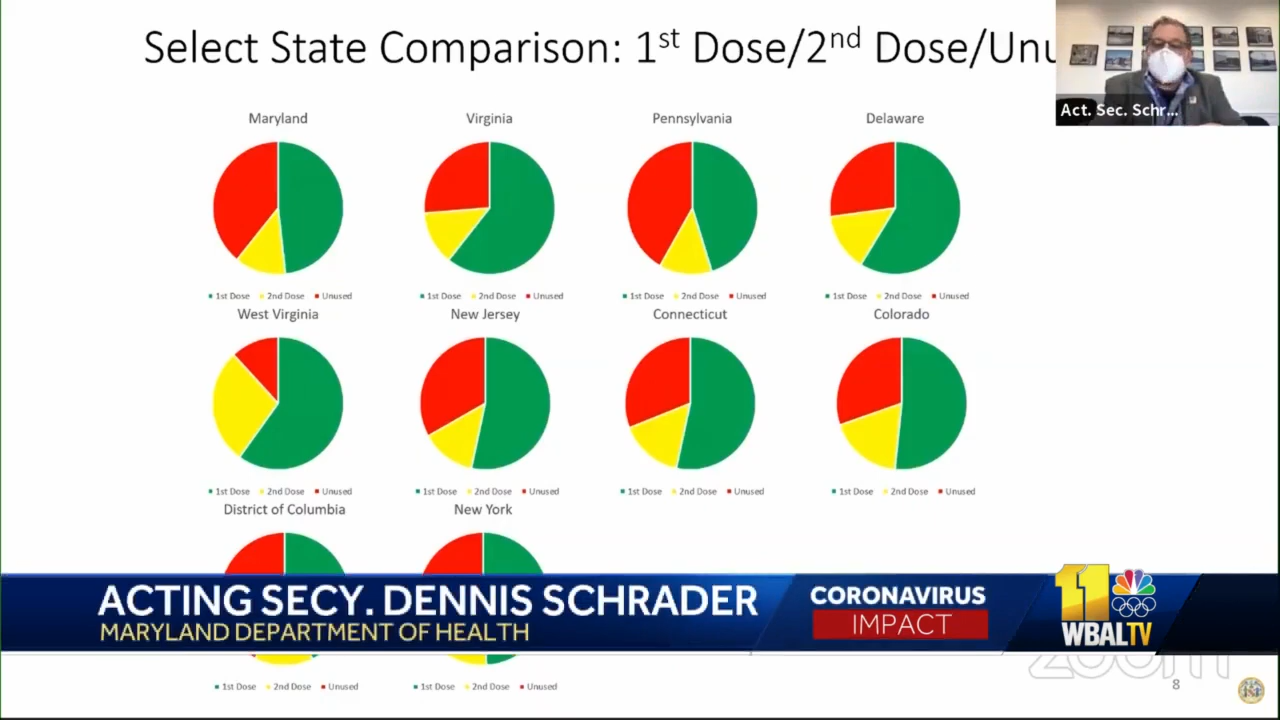 Select State Comparison: 1st Dose/2nd Dose/Unu
Act. Sec. Schr...
Maryland
Virginia
Pennsylvania
Delaware
1st Dose 2nd Dose Unused
1st Dose 2nd Dose Unused
1st Dose 2nd Dose Unused
1st Dose 2nd Dose Unused
West Virginia
New Jersey
Connecticut
Colorado
1st Dose 2nd Dose Unused
1st Dose 2nd Dose Unused
1st Dose 2nd Dose Unused
1st Dose 2nd Dose Unused
District of Columbia
New York
ACTING SECY. DENNIS SCHRADER
MARYLAND DEPARTMENT OF HEALTH
CORONAVIRUS
IMPACT
11
WBALTV
zoom
1st Dose 2nd Dose Unused
1st Dose 2nd Dose Unused
8